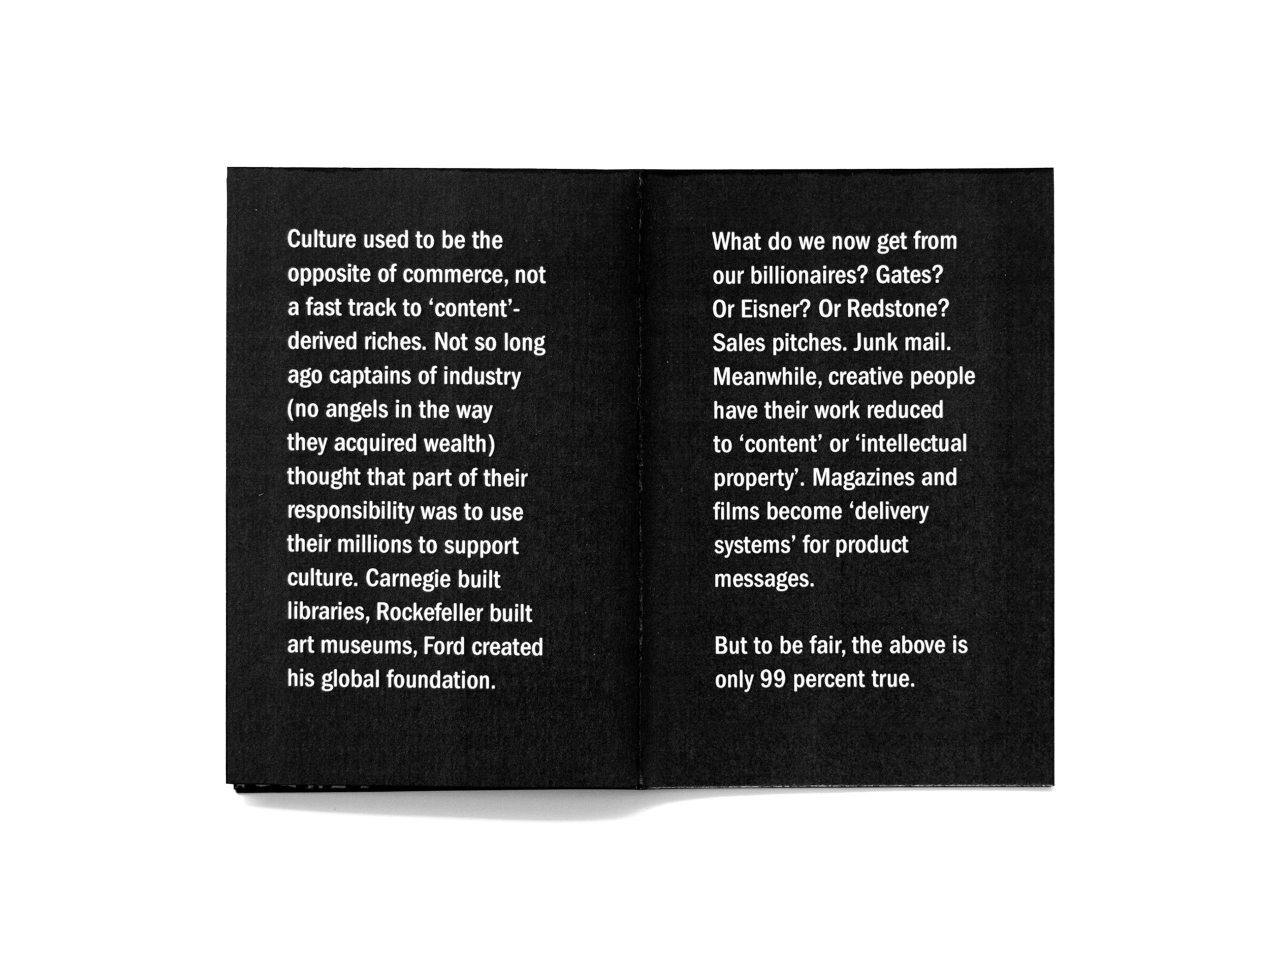 Culture used to be the
opposite of commerce, not
a fast track to ‘content’-
derived riches. Not so long
ago captains of industry
(no angels in the way
they acquired wealth)
thought that part of their
responsibility was to use
their millions to support
culture. Carnegie built
libraries, Rockefeller built
art museums, Ford created
his global foundation.
What do we now get from
our billionaires? Gates?
Or Eisner? Or Redstone?
Sales pitches. Junk mail.
Meanwhile, creative people
have their work reduced
to ‘content’ or ‘intellectual
property’. Magazines and
films become ‘delivery
systems’ for product
messages.
But to be fair, the above is
only 99 percent true.